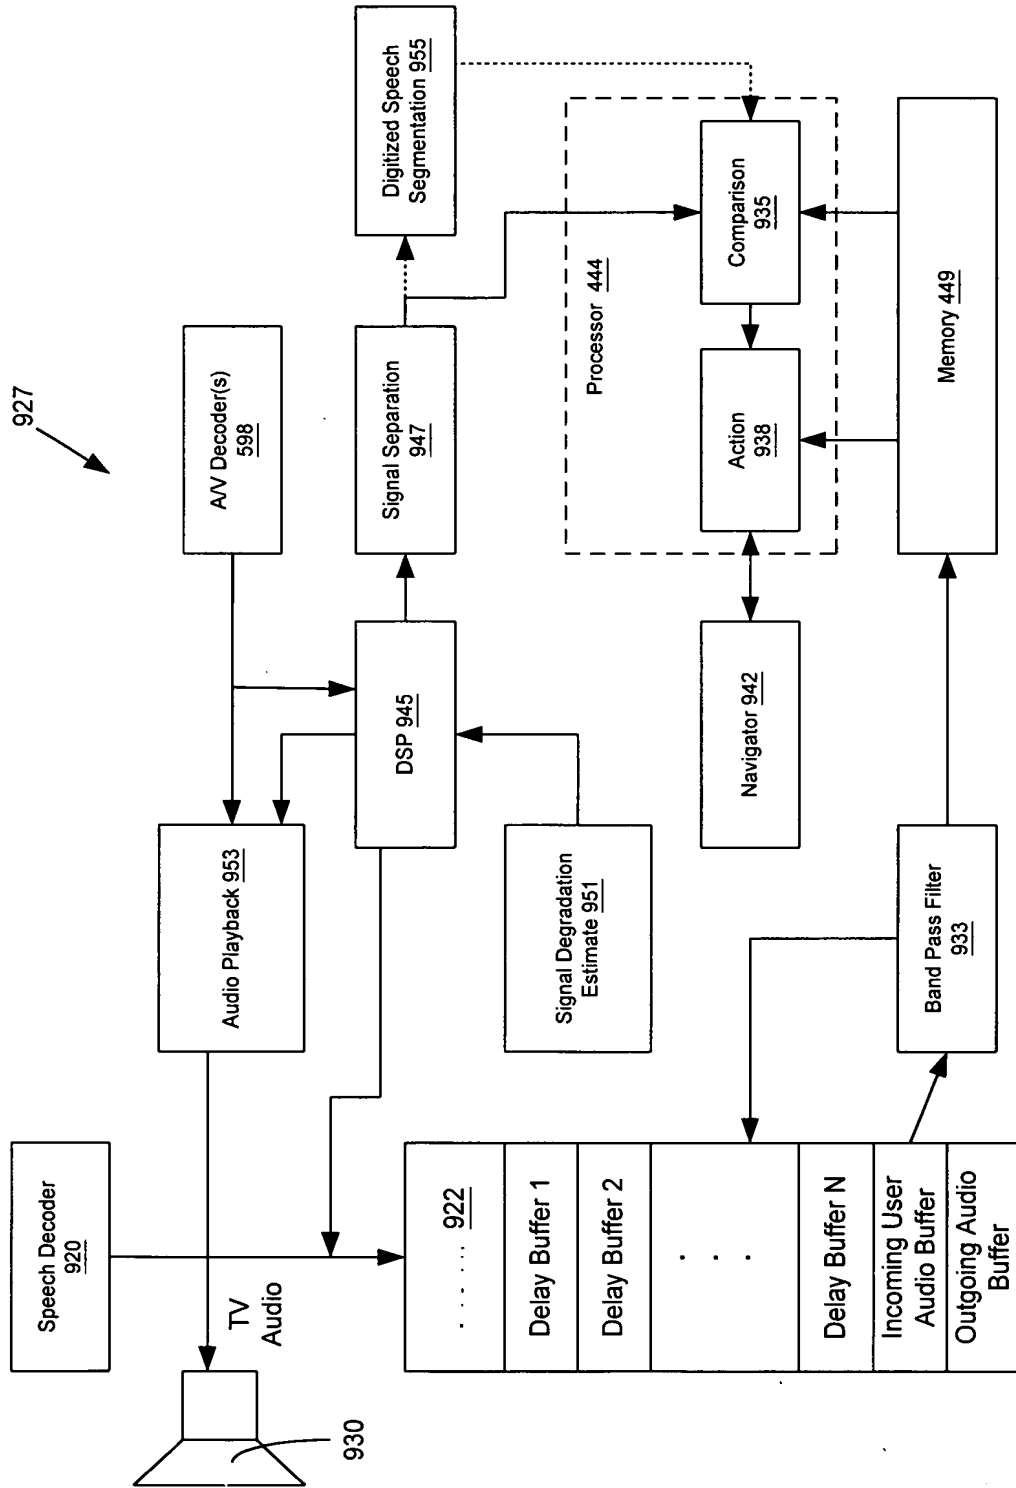 927
Speech Decoder
920
A/V Decoder(s)
598
Audio Playback 953
TV
Audio
930
DSP 945
Signal Separation
947
Digitized Speech
Segmentation 955
Signal Degradation
Estimate 951
Processor 444
Comparison
935
Action
938
Navigator 942
Memory 449
Band Pass Filter
933
. . . . . . 922
Delay Buffer 1
Delay Buffer 2
. . .
Delay Buffer N
Incoming User
Audio Buffer
Outgoing Audio
Buffer